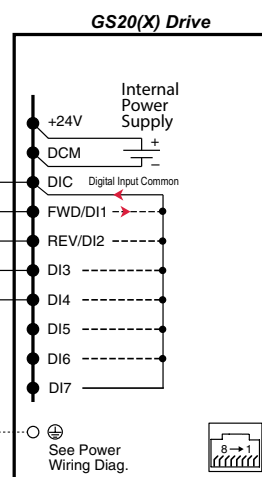 GS20(X) Drive
Internal
Power
Supply
+24V
+
DCM
–
DIC
Digital Input Common
FWD/DI1
REV/DI2
DI3
DI4
DI5
DI6
DI7
See Power
Wiring Diag.
8→1